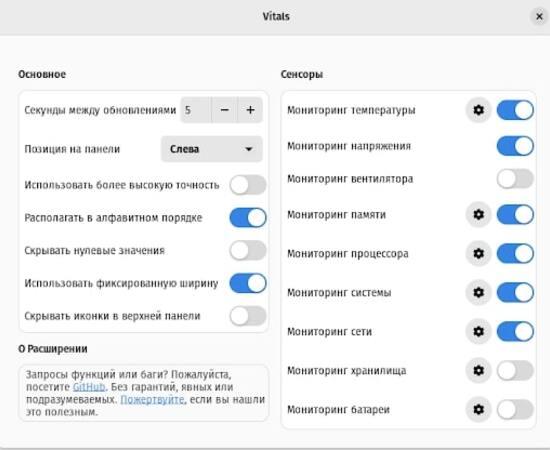 Vitals
Основное
Секунды между обновлениями 5 − +
Позиция на панели Слева
Использовать более высокую точность
Располагать в алфавитном порядке
Скрывать нулевые значения
Использовать фиксированную ширину
Скрывать иконки в верхней панели
О Расширении
Запросы функций или баги? Пожалуйста,
посетите GitHub. Без гарантий, явных или
подразумеваемых. Пожертвуйте, если вы нашли
это полезным.
Сенсоры
Мониторинг температуры
Мониторинг напряжения
Мониторинг вентилятора
Мониторинг памяти
Мониторинг процессора
Мониторинг системы
Мониторинг сети
Мониторинг хранилища
Мониторинг батареи